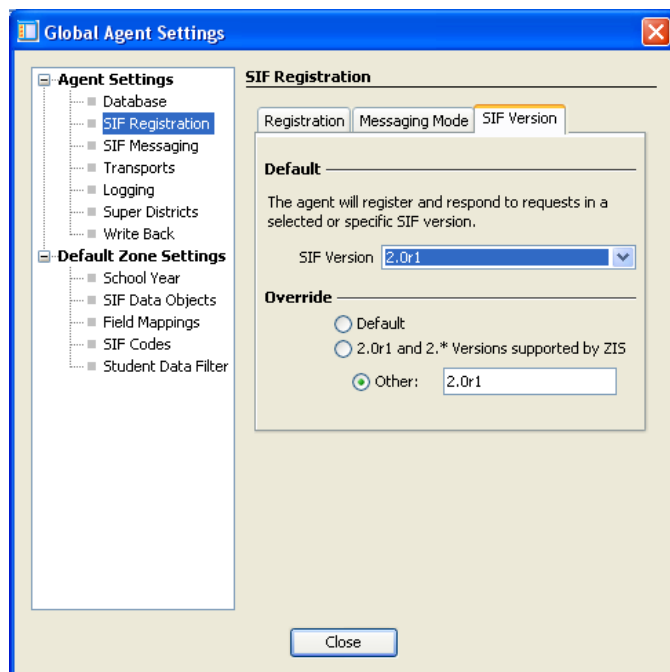 Global Agent Settings
Agent Settings
Database
SIF Registration
SIF Messaging
Transports
Logging
Super Districts
Write Back
Default Zone Settings
School Year
SIF Data Objects
Field Mappings
SIF Codes
Student Data Filter
SIF Registration
Registration
Messaging Mode
SIF Version
Default
The agent will register and respond to requests in a
selected or specific SIF version.
SIF Version 2.0r1
Override
Default
2.0r1 and 2.* Versions supported by ZIS
Other: 2.0r1
Close